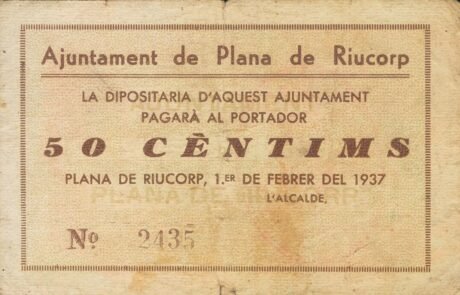 Ajuntament de Plana de Riucorp
LA DIPOSITARIA D'AQUEST AJUNTAMENT
PAGARÀ AL PORTADOR
50 CÈNTIMS
PLANA DE RIUCORP, 1.ER DE FEBRER DEL 1937
L'ALCALDE,
Nº 2435